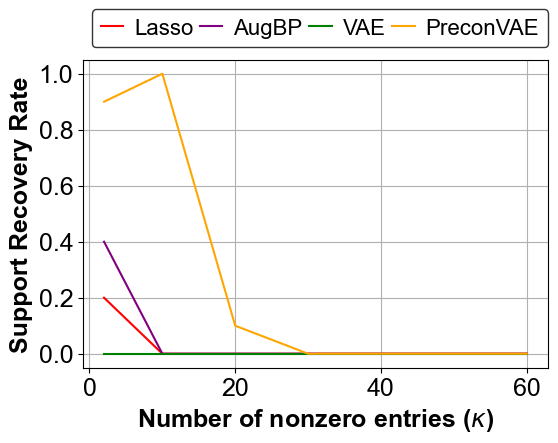 Lasso AugBP VAE PreconVAE
1.0
0.8
0.6
0.4
0.2
0.0
Support Recovery Rate
0 20 40 60
Number of nonzero entries (κ)